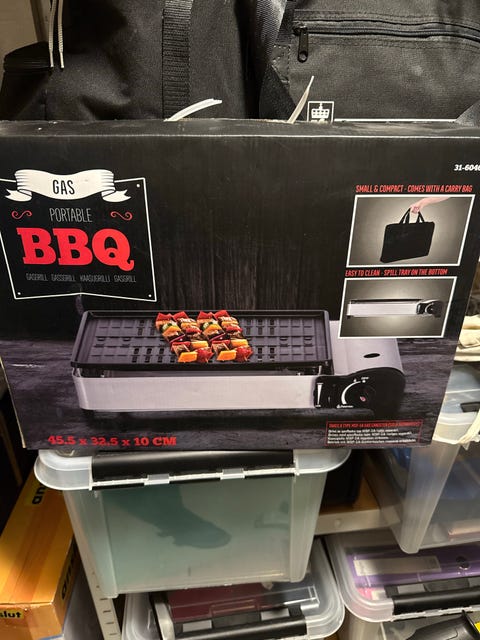 31-604
SMALL & COMPACT - COMES WITH A CARRY BAG
GAS
PORTABLE
BBQ
GASGRILL GASSGRILL KAASUGRILLI GASGRILL
EASY TO CLEAN - SPILL TRAY ON THE BOTTOM
45.5 x 32.5 x 10 CM
lut